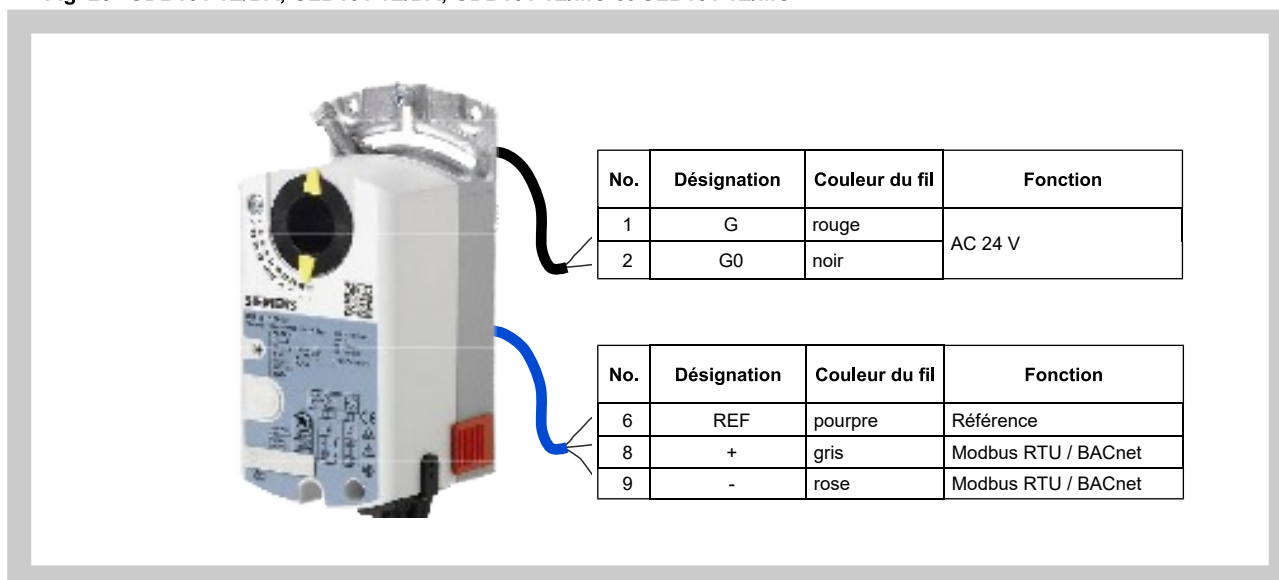 No. Désignation Couleur du fil Fonction
1 G rouge AC 24 V
2 G0 noir
SIEMENS
No. Désignation Couleur du fil Fonction
6 REF pourpre Référence
8 + gris Modbus RTU / BACnet
9 - rose Modbus RTU / BACnet